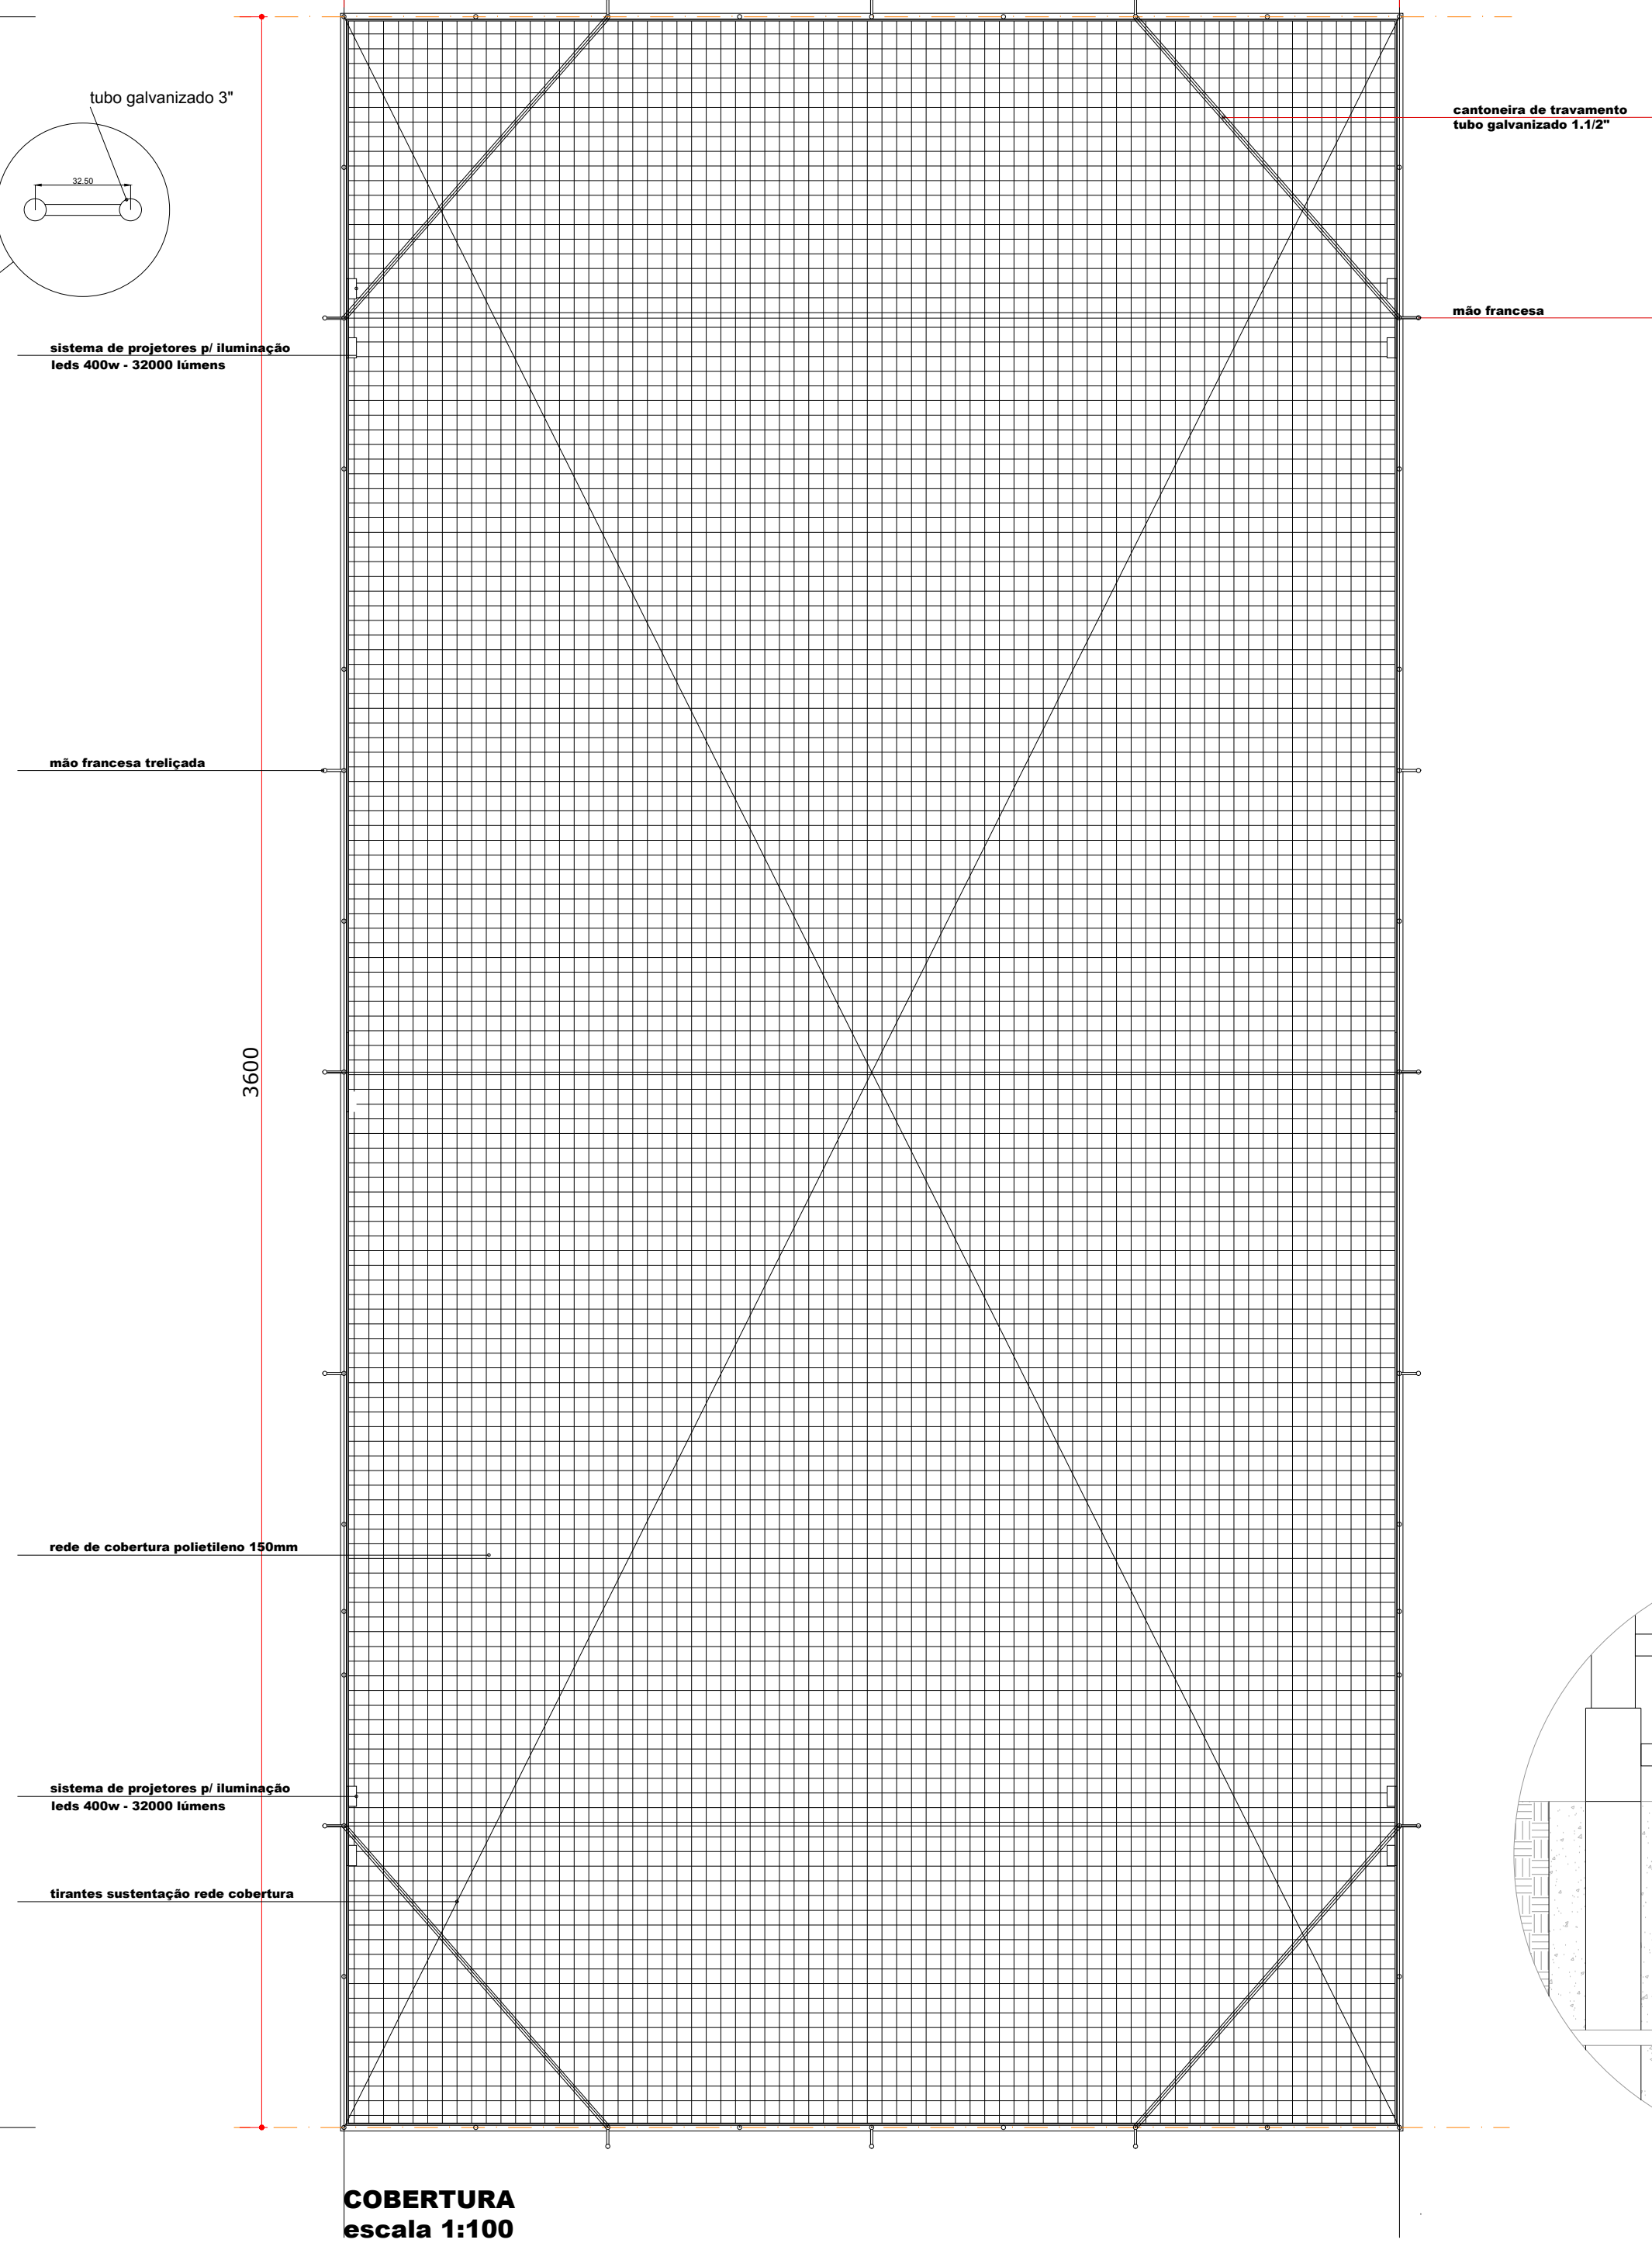 tubo galvanizado 3"
cantoneira de travamento
tubo galvanizado 1.1/2"
32.50
mão francesa
sistema de projetores p/ iluminação
leds 400w - 32000 lúmens
mão francesa treliçada
3600
rede de cobertura polietileno 150mm
sistema de projetores p/ iluminação
leds 400w - 32000 lúmens
tirantes sustentação rede cobertura
COBERTURA
escala 1:100